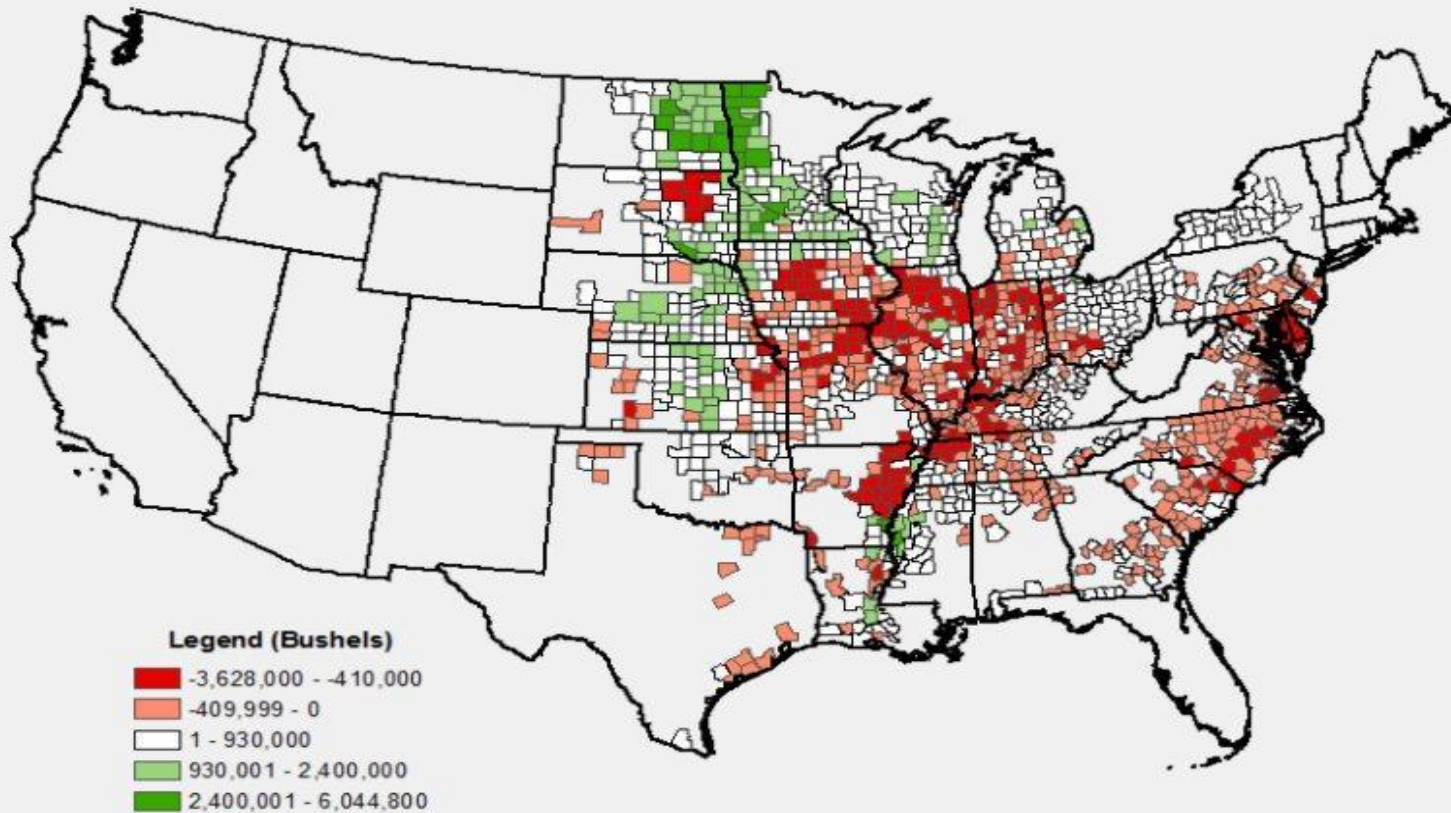 Legend (Bushels)
-3,628,000 - -410,000
-409,999 - 0
1 - 930,000
930,001 - 2,400,000
2,400,001 - 6,044,800